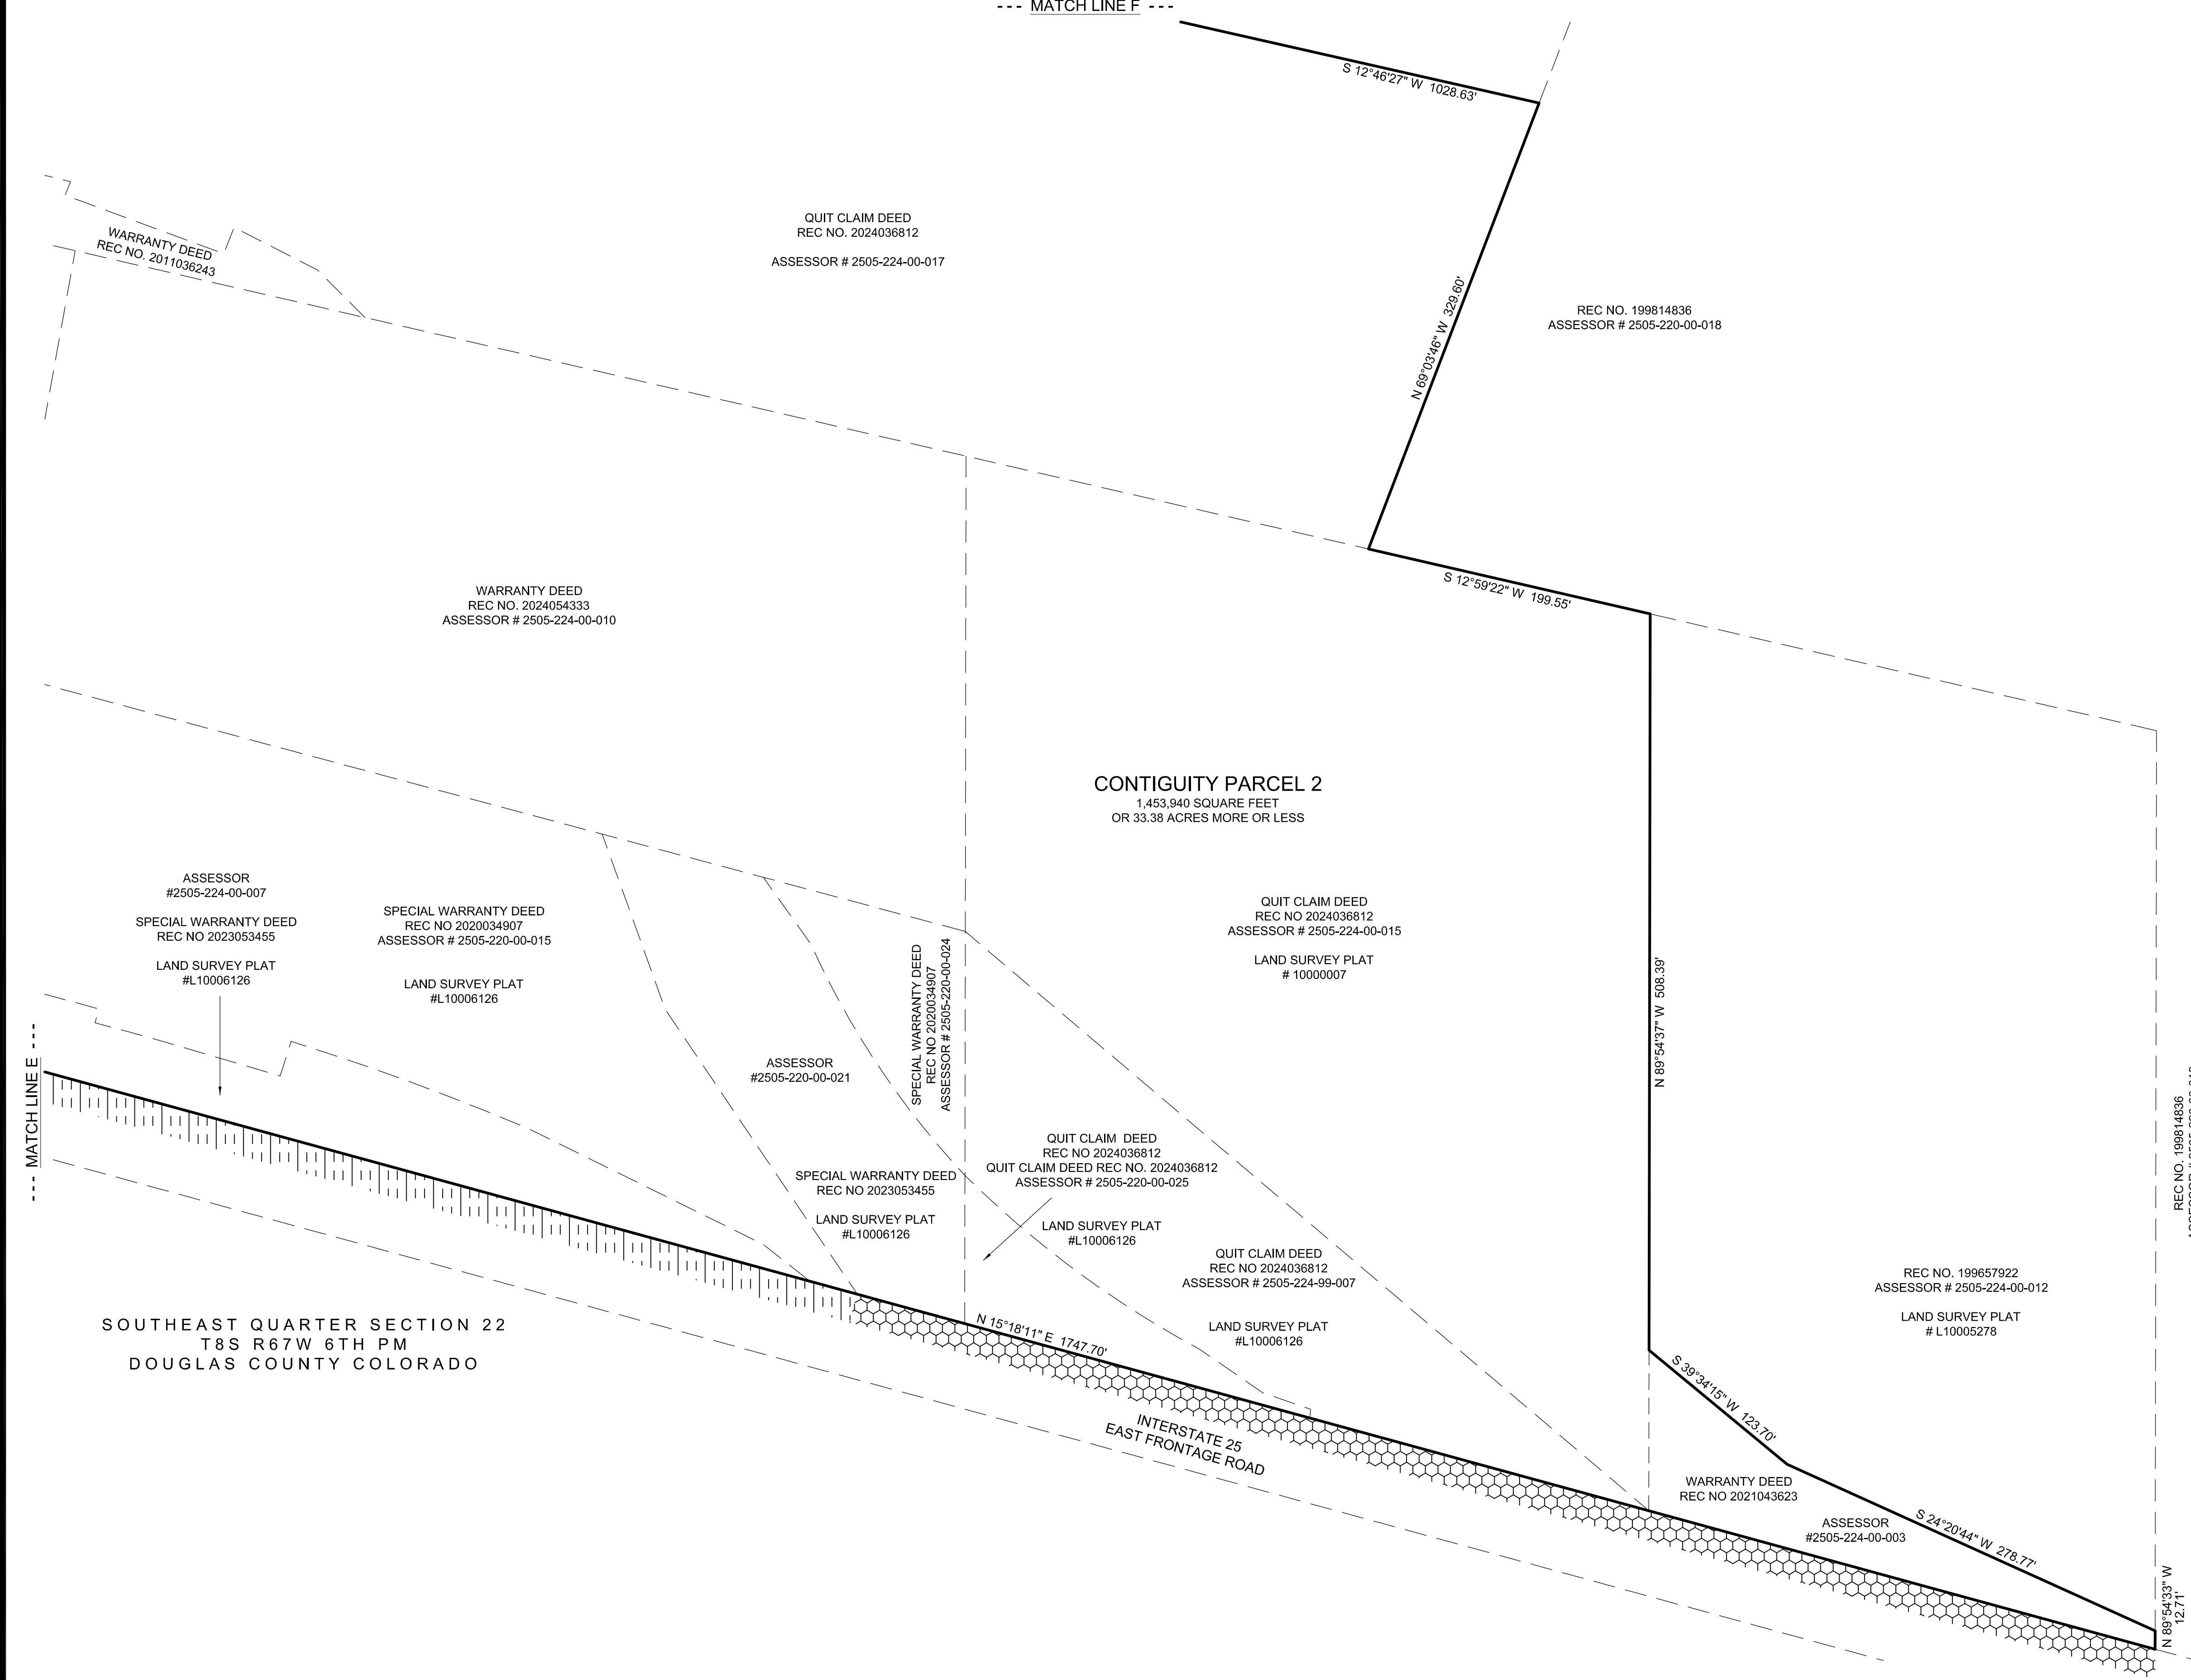 --- MATCH LINE F ---
S 12°46'27" W 1028.63'
WARRANTY DEED
REC NO. 2011036243
QUIT CLAIM DEED
REC NO. 2024036812
ASSESSOR # 2505-224-00-017
N 69°03'46" W 329.60'
REC NO. 199814836
ASSESSOR # 2505-220-00-018
S 12°59'22" W 199.55'
WARRANTY DEED
REC NO. 2024054333
ASSESSOR # 2505-224-00-010
CONTIGUITY PARCEL 2
1,453,940 SQUARE FEET
OR 33.38 ACRES MORE OR LESS
ASSESSOR
#2505-224-00-007
SPECIAL WARRANTY DEED
REC NO 2023053455
LAND SURVEY PLAT
#L10006126
SPECIAL WARRANTY DEED
REC NO 2020034907
ASSESSOR # 2505-220-00-015
LAND SURVEY PLAT
#L10006126
QUIT CLAIM DEED
REC NO 2024036812
ASSESSOR # 2505-224-00-015
LAND SURVEY PLAT
# 10000007
SPECIAL WARRANTY DEED
REC NO 2020034907
ASSESSOR # 2505-220-00-024
N 89°54'37" W 508.39'
ASSESSOR
#2505-220-00-021
--- MATCH LINE E ---
QUIT CLAIM DEED
REC NO 2024036812
QUIT CLAIM DEED REC NO. 2024036812
ASSESSOR # 2505-220-00-025
LAND SURVEY PLAT
#L10006126
SPECIAL WARRANTY DEED
REC NO 2023053455
LAND SURVEY PLAT
#L10006126
QUIT CLAIM DEED
REC NO 2024036812
ASSESSOR # 2505-224-99-007
LAND SURVEY PLAT
#L10006126
REC NO. 199814836
REC NO. 199657922
ASSESSOR # 2505-224-00-012
LAND SURVEY PLAT
# L10005278
N 15°18'11" E 1747.70'
SOUTHEAST QUARTER SECTION 22
T8S R67W 6TH PM
DOUGLAS COUNTY COLORADO
S 39°34'15" W 123.70'
INTERSTATE 25
EAST FRONTAGE ROAD
WARRANTY DEED
REC NO 2021043623
ASSESSOR
#2505-224-00-003
S 24°20'44" W 278.77'
N 89°54'33" W
12.71'